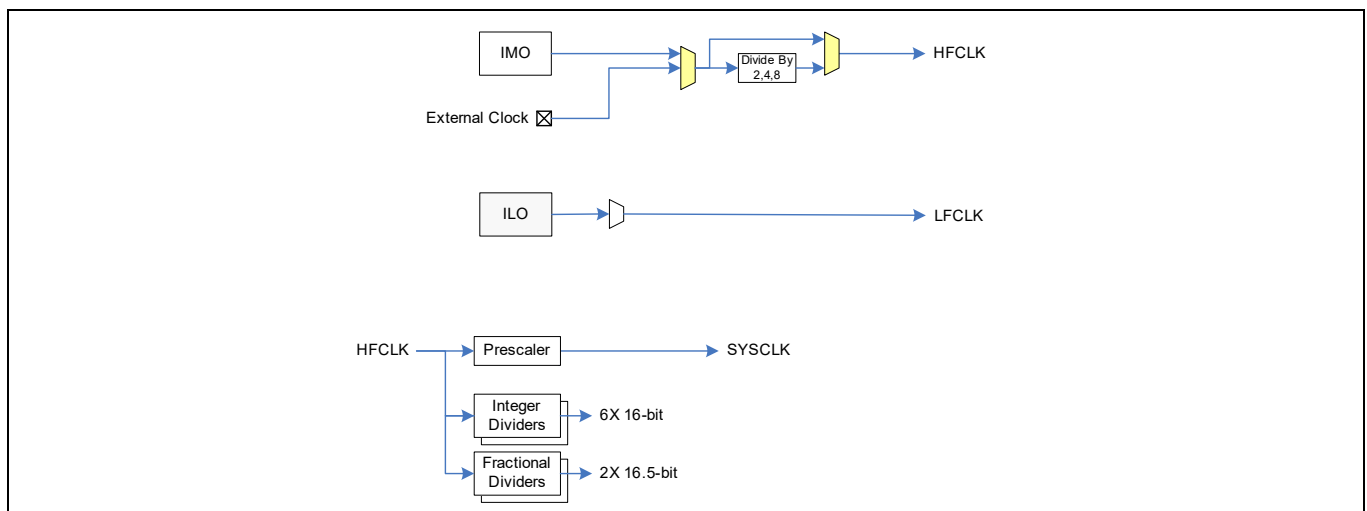 IMO
Divide By
2,4,8
HFCLK
External Clock
ILO
LFCLK
HFCLK
Prescaler
SYSCLK
Integer
Dividers
6X 16-bit
Fractional
Dividers
2X 16.5-bit